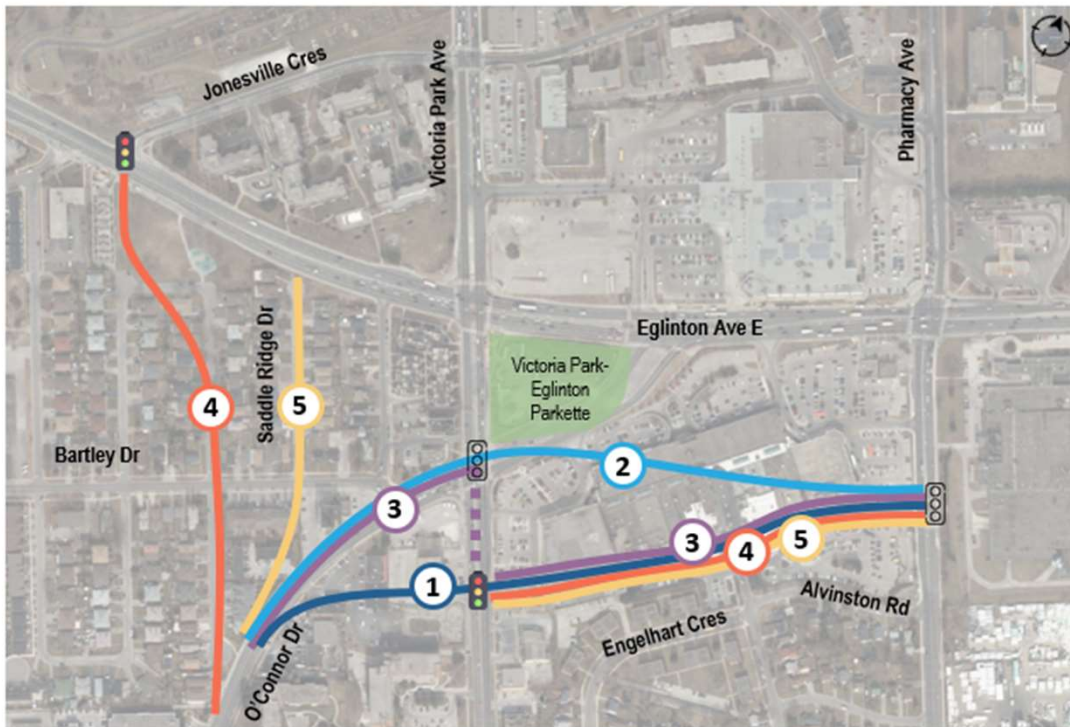 Jonesville Cres
Victoria Park Ave
Pharmacy Ave
Eglinton Ave E
Victoria Park-
Eglinton
Parkette
Saddle Ridge Dr
4
5
Bartley Dr
2
3
3
4
5
1
Alvinston Rd
Engelhart Cres
O'Connor Dr